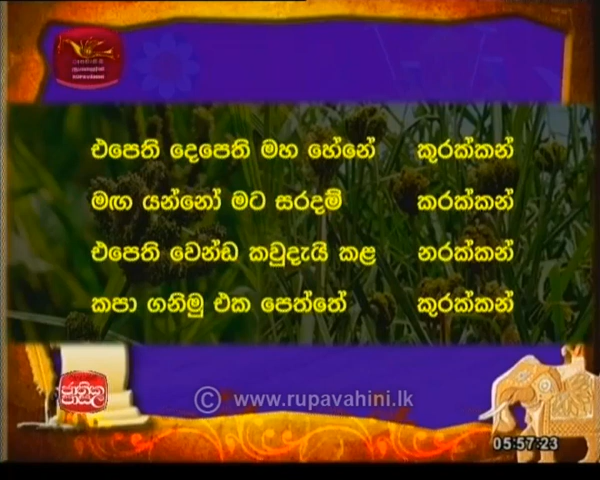 එපෙති දෙපෙති මහ හේනේ කුරක්කන්
මඟ යන්නෝ මට සරදම් කරක්කන්
එපෙති වෙන්ඩ කවුදැයි කළ නරක්කන්
කපා ගනිමු එක පෙත්තේ කුරක්කන්
© www.rupavahini.lk
05:57:23